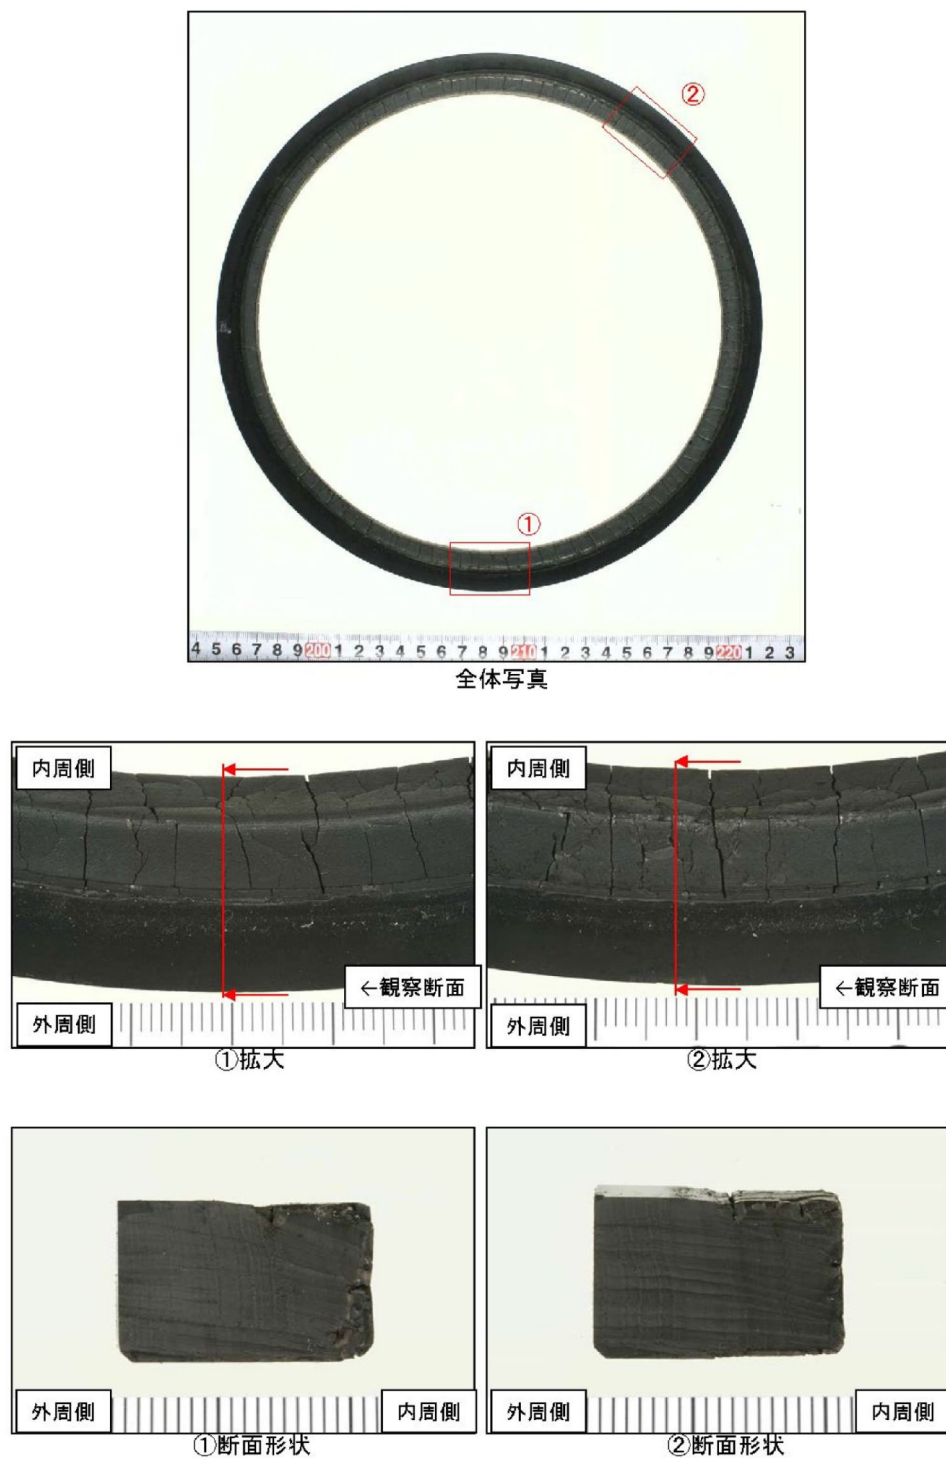 ②
①
4 5 6 7 8 9 200 1 2 3 4 5 6 7 8 9 210 1 2 3 4 5 6 7 8 9 220 1 2 3
全体写真
内周側
内周側
←観察断面
←観察断面
外周側
外周側
①拡大
②拡大
外周側
内周側
外周側
内周側
①断面形状
②断面形状